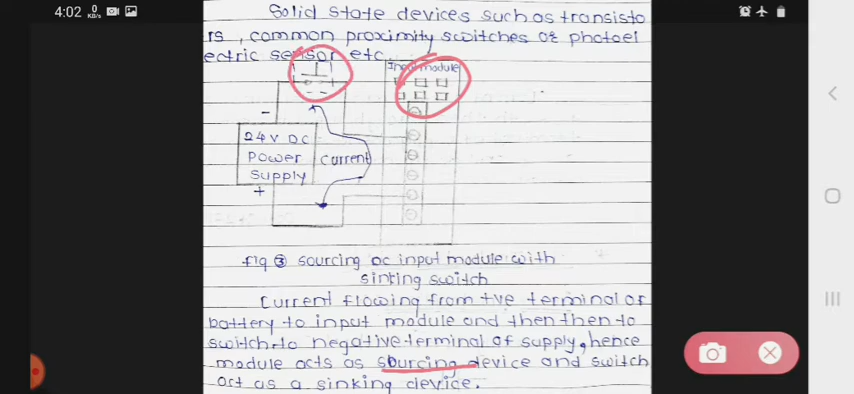 4:02
0
KB/s
Solid state devices such as transisto
rs, common proximity switches or photoel
ectric sensor etc.
Input module
-
24V DC
Power
Supply
+
Current
fig ③ sourcing DC input module with
sinking switch
Current flowing from +ve terminal of
battery to input module and then then to
switch to negative terminal of supply, hence
module acts as sourcing device and switch
act as a sinking device.